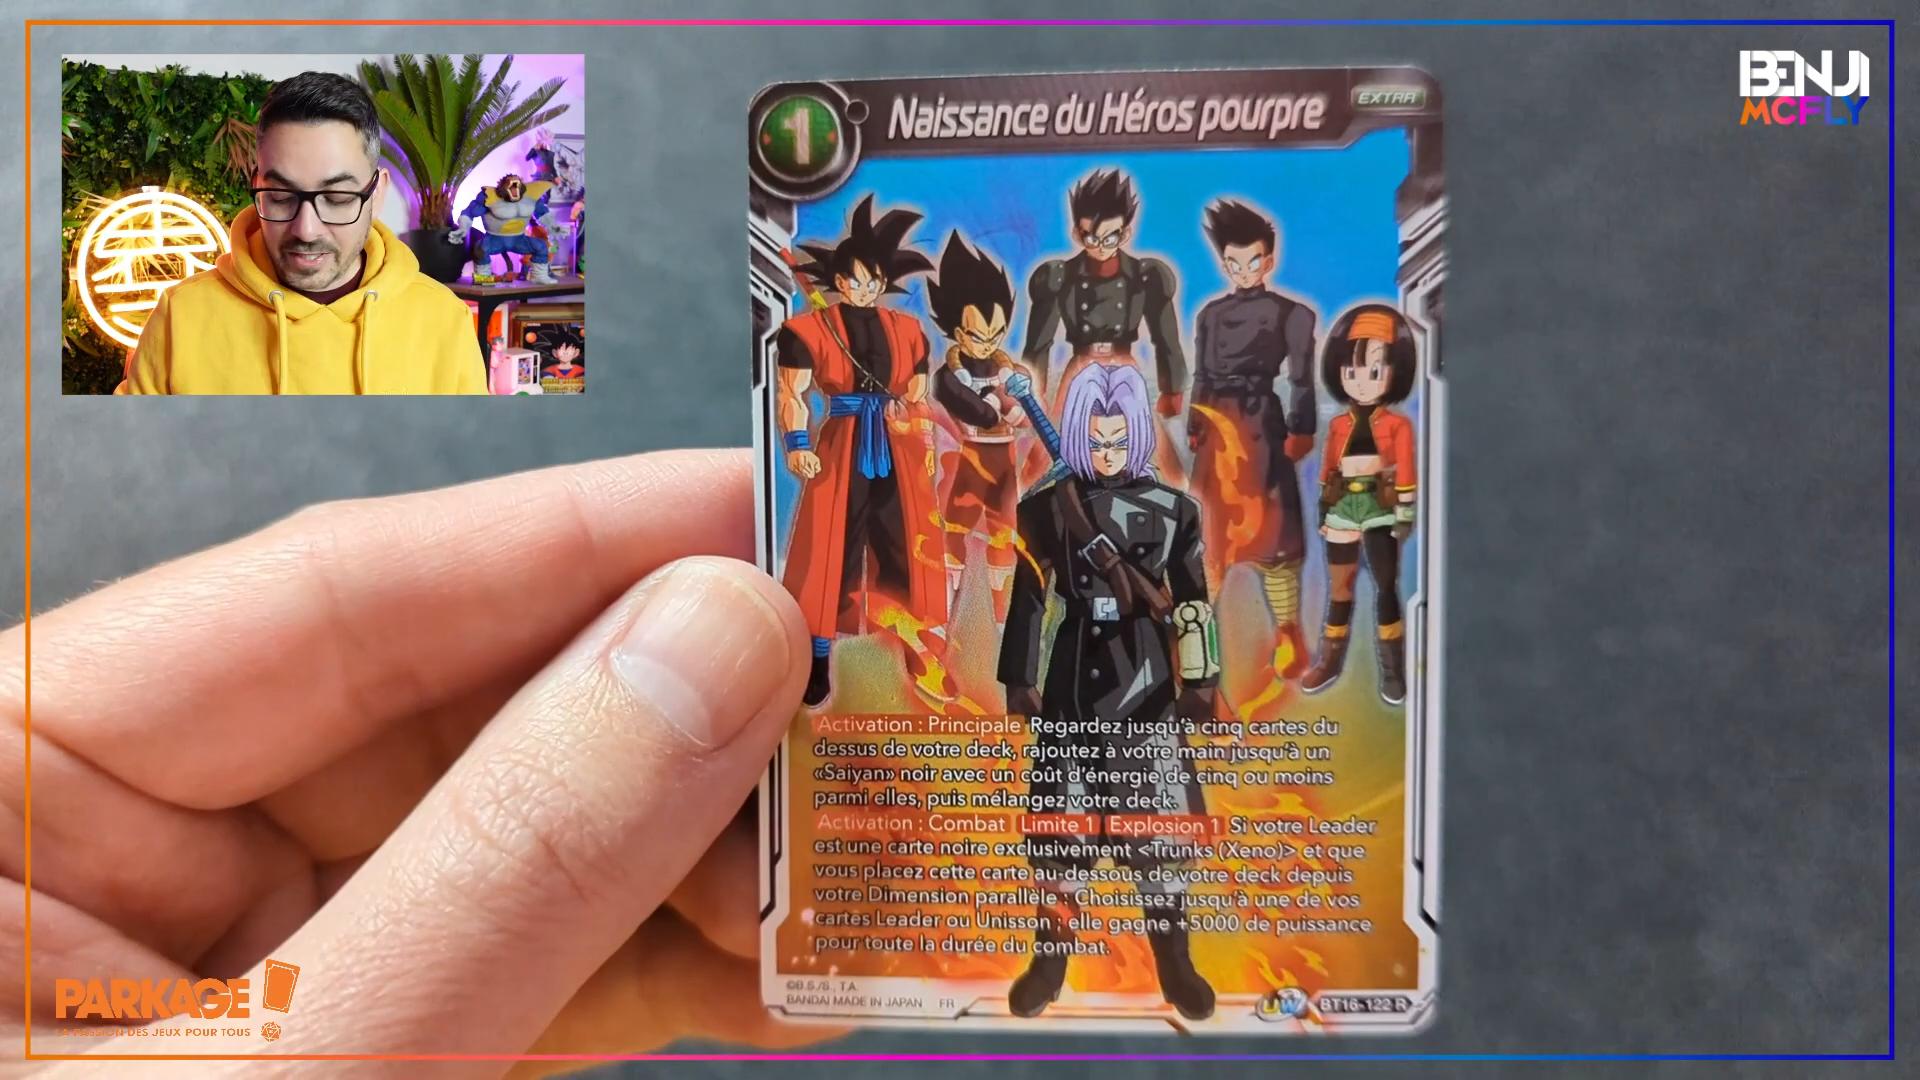 BENJI
MCFLY
1
Naissance du Héros pourpre
EXTRA
Activation : Principale Regardez jusqu'à cinq cartes du
dessus de votre deck, rajoutez à votre main jusqu'à un
«Saiyan» noir avec un coût d'énergie de cinq ou moins
parmi elles, puis mélangez votre deck.
Activation : Combat Limite 1 Explosion 1 Si votre Leader
est une carte noire exclusivement <Trunks (Xeno)> et que
vous placez cette carte au-dessous de votre deck depuis
votre Dimension parallèle : Choisissez jusqu'à une de vos
cartes Leader ou Unisson ; elle gagne +5000 de puissance
pour toute la durée du combat.
©B.S./S., T.A.
BANDAI MADE IN JAPAN FR
UW BT16-122 R
PARKAGE
LA PASSION DES JEUX POUR TOUS